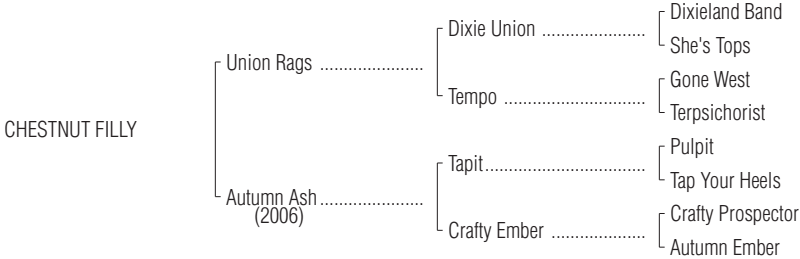 Dixieland Band
Dixie Union ......................
She's Tops
Union Rags ......................
Gone West
Tempo ..............................
Terpsichorist
CHESTNUT FILLY
Pulpit
Tapit..................................
Tap Your Heels
Autumn Ash......................
(2006)
Crafty Prospector
Crafty Ember ....................
Autumn Ember